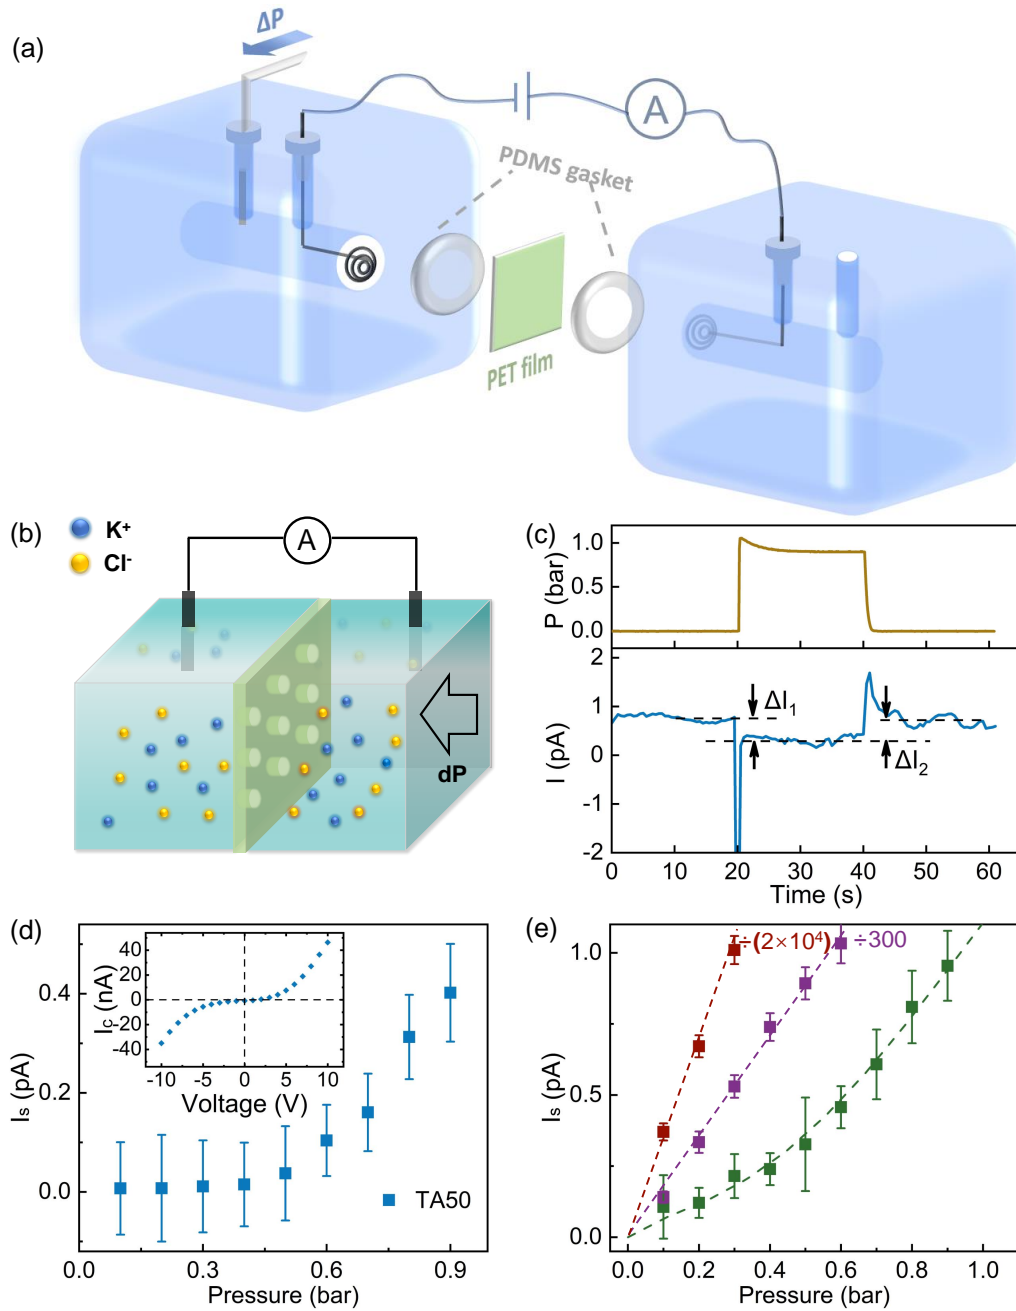 (a)
ΔP
A
PDMS gasket
PET film
(b)
K⁺
Cl⁻
A
dP
(c)
P (bar)
1.0
0.5
0.0
I (pA)
2
1
0
-1
-2
ΔI₁
ΔI₂
0 10 20 30 40 50 60
Time (s)
(d)
Iₛ (pA)
0.4
0.2
0.0
I꜀ (nA)
40
20
0
-20
-40
-10 -5 0 5 10
Voltage (V)
TA50
0.0 0.3 0.6 0.9
Pressure (bar)
(e)
÷(2×10⁴)
÷300
Iₛ (pA)
1.0
0.5
0.0
0.0 0.2 0.4 0.6 0.8 1.0
Pressure (bar)